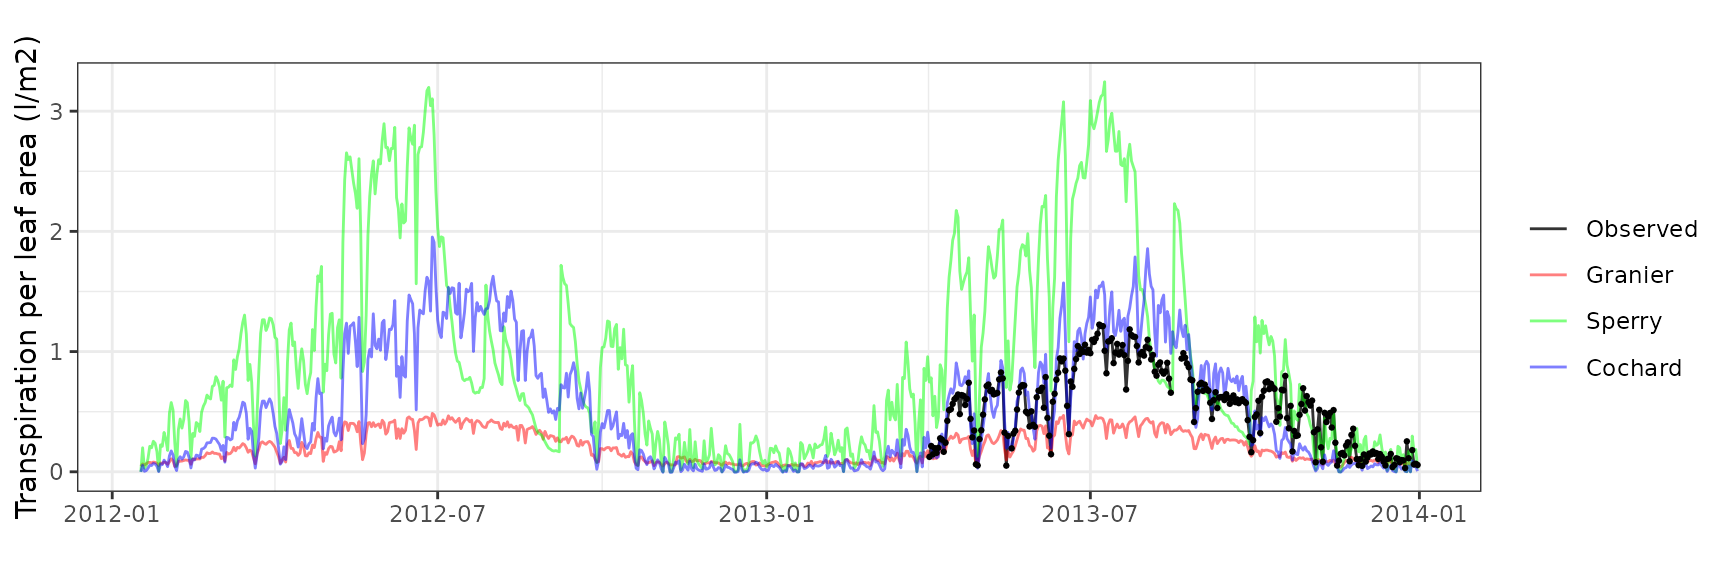 Transpiration per leaf area (l/m2)
3
2
1
0
2012-01
2012-07
2013-01
2013-07
2014-01
Observed
Granier
Sperry
Cochard